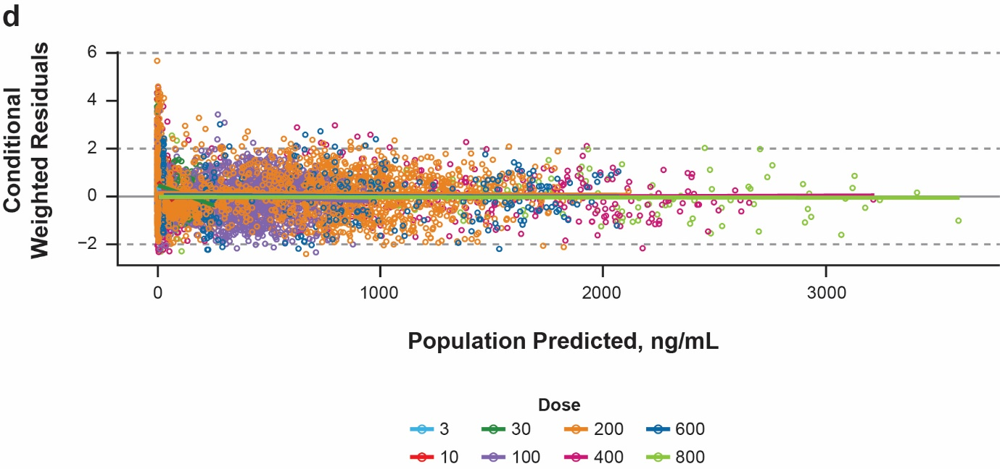 d
Conditional
Weighted Residuals
6
4
2
0
−2
0 1000 2000 3000
Population Predicted, ng/mL
Dose
3 30 200 600
10 100 400 800